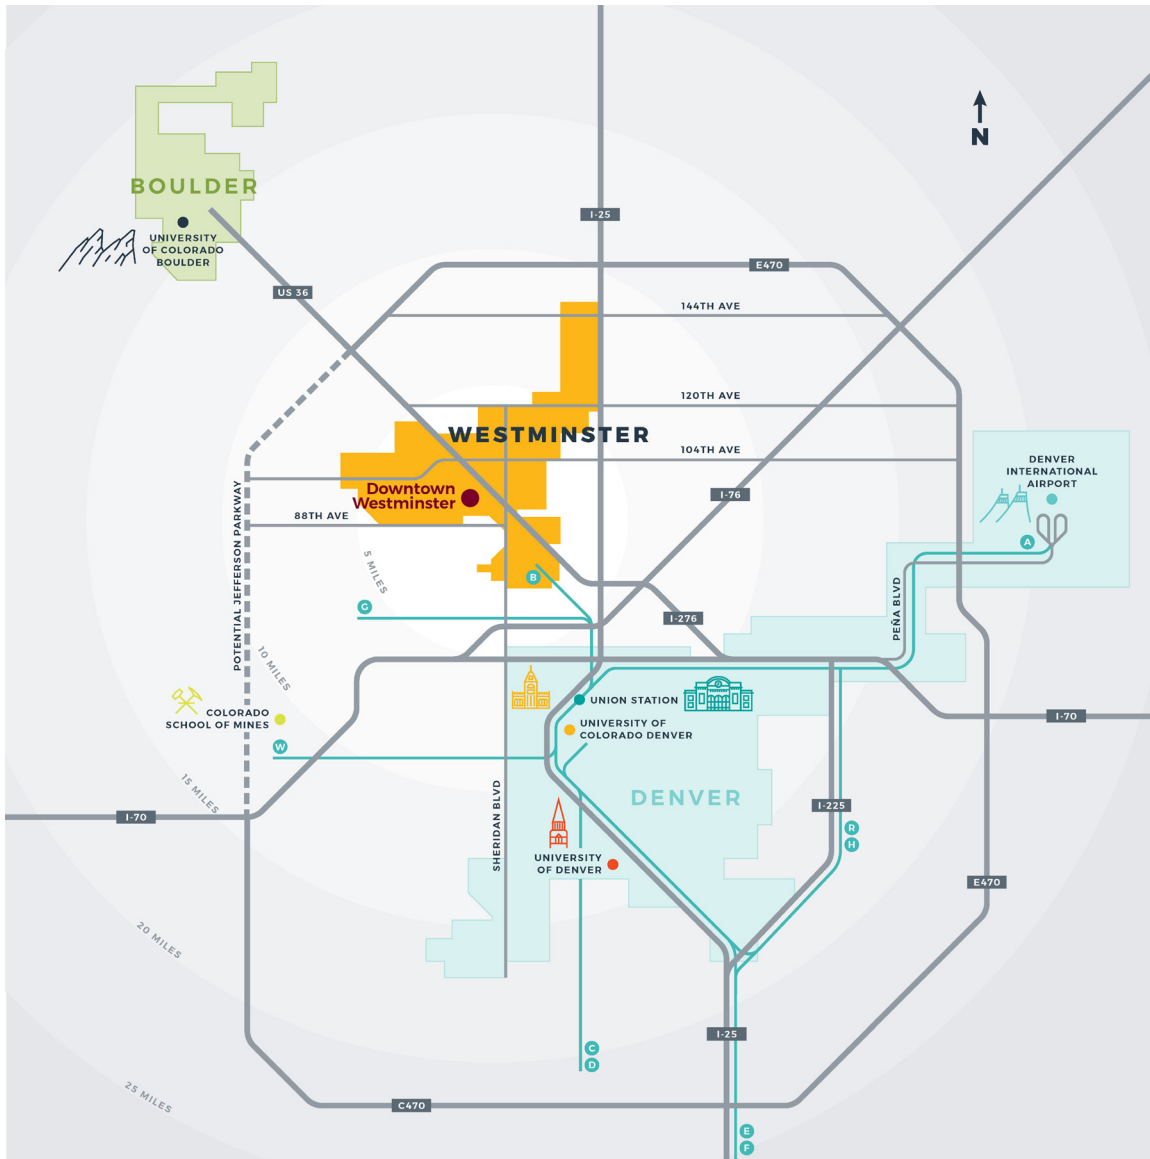 I-25
N
BOULDER
UNIVERSITY
OF COLORADO
BOULDER
US 36
E470
144TH AVE
120TH AVE
WESTMINSTER
104TH AVE
DENVER
INTERNATIONAL
AIRPORT
Downtown
Westminster
I-76
88TH AVE
POTENTIAL JEFFERSON PARKWAY
5 MILES
A
B
G
PEÑA BLVD
I-276
10 MILES
UNION STATION
COLORADO
SCHOOL OF MINES
UNIVERSITY OF
COLORADO DENVER
I-70
W
15 MILES
DENVER
I-70
I-225
SHERIDAN BLVD
R
H
UNIVERSITY
OF DENVER
E470
20 MILES
I-25
C
D
25 MILES
C470
E
F